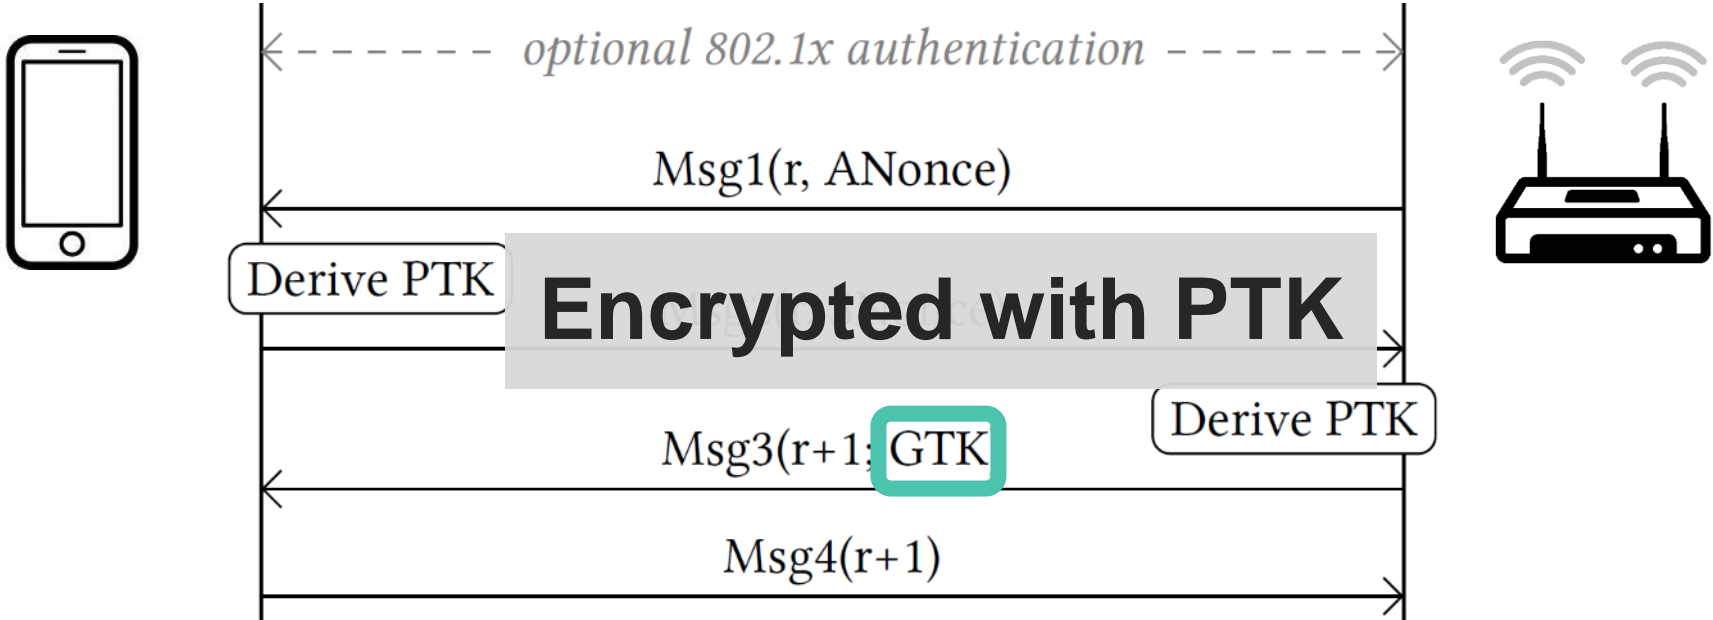 optional 802.1x authentication
Msg1(r, ANonce)
Derive PTK
Encrypted with PTK
Derive PTK
Msg3(r+1; GTK
Msg4(r+1)